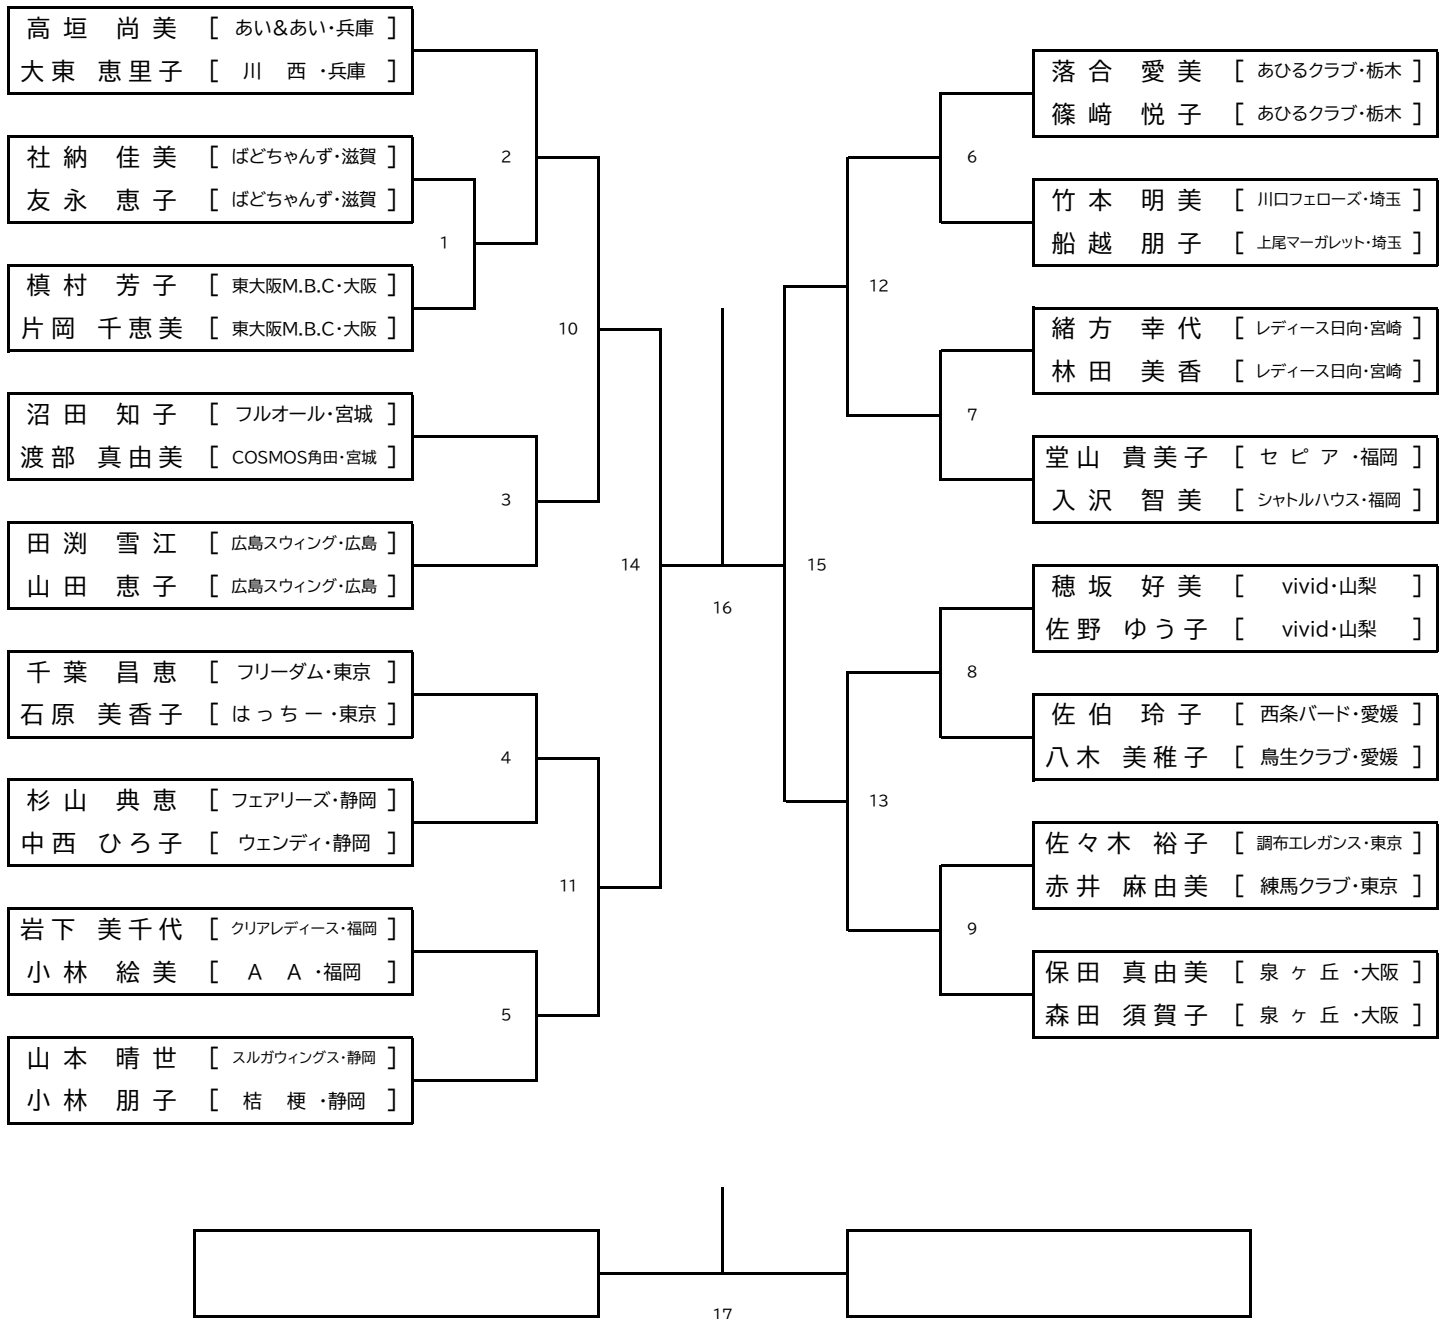 高垣 尚美 [ あい&あい・兵庫 ]
大東 恵里子 [ 川 西 ・兵庫 ]
社納 佳美 [ ばどちゃんず・滋賀 ]
友永 恵子 [ ばどちゃんず・滋賀 ]
槙村 芳子 [ 東大阪M.B.C・大阪 ]
片岡 千恵美 [ 東大阪M.B.C・大阪 ]
沼田 知子 [ フルオール・宮城 ]
渡部 真由美 [ COSMOS角田・宮城 ]
田渕 雪江 [ 広島スウィング・広島 ]
山田 恵子 [ 広島スウィング・広島 ]
千葉 昌恵 [ フリーダム・東京 ]
石原 美香子 [ はっちー・東京 ]
杉山 典恵 [ フェアリーズ・静岡 ]
中西 ひろ子 [ ウェンディ・静岡 ]
岩下 美千代 [ クリアレディース・福岡 ]
小林 絵美 [ A A ・福岡 ]
山本 晴世 [ スルガウィングス・静岡 ]
小林 朋子 [ 桔 梗 ・静岡 ]
1
2
3
4
5
10
11
14
16
15
12
13
6
7
8
9
落合 愛美 [ あひるクラブ・栃木 ]
篠﨑 悦子 [ あひるクラブ・栃木 ]
竹本 明美 [ 川口フェローズ・埼玉 ]
船越 朋子 [ 上尾マーガレット・埼玉 ]
緒方 幸代 [ レディース日向・宮崎 ]
林田 美香 [ レディース日向・宮崎 ]
堂山 貴美子 [ セピア ・福岡 ]
入沢 智美 [ シャトルハウス・福岡 ]
穂坂 好美 [ vivid・山梨 ]
佐野 ゆう子 [ vivid・山梨 ]
佐伯 玲子 [ 西条バード・愛媛 ]
八木 美稚子 [ 鳥生クラブ・愛媛 ]
佐々木 裕子 [ 調布エレガンス・東京 ]
赤井 麻由美 [ 練馬クラブ・東京 ]
保田 真由美 [ 泉ヶ丘 ・大阪 ]
森田 須賀子 [ 泉ヶ丘 ・大阪 ]
17